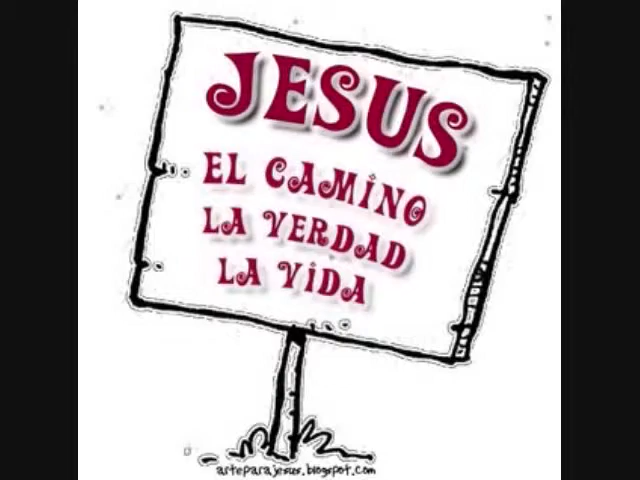 JESUS
EL CAMINO
LA VERDAD
LA VIDA
arteparajesus.blogspot.com